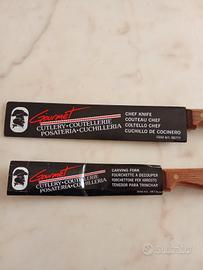 Gourmet
CUTLERY · COUTELLERIE
POSATERIA · CUCHILLERIA
CHEF KNIFE
COUTEAU CHEF
COLTELLO CHEF
CUCHILLO DE COCINERO
Gourmet
CUTLERY · COUTELLERIE
POSATERIA · CUCHILLERIA
CARVING FORK
FOURCHETTE A DECOUPER
FORCHETTONE PER ARROSTO
TENEDOR PARA TRINCHAR
subito